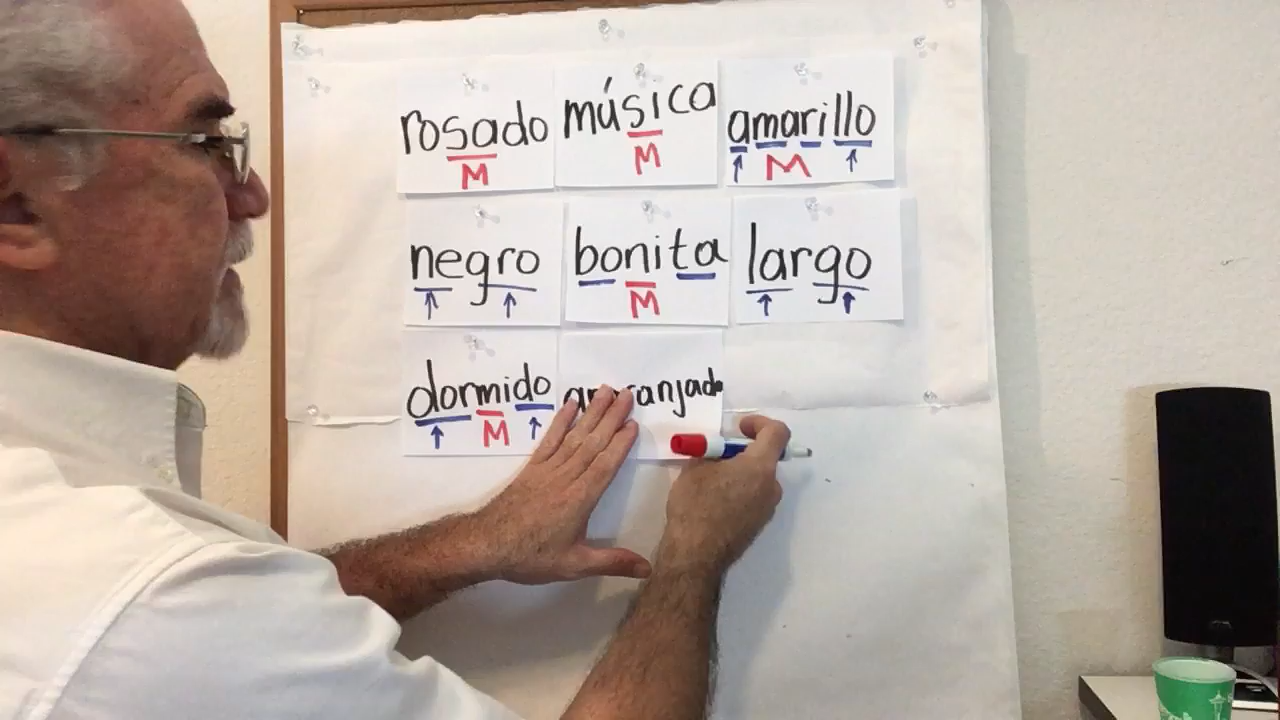 rosado música amarillo
M M M
negro bonita largo
M
dormido
M